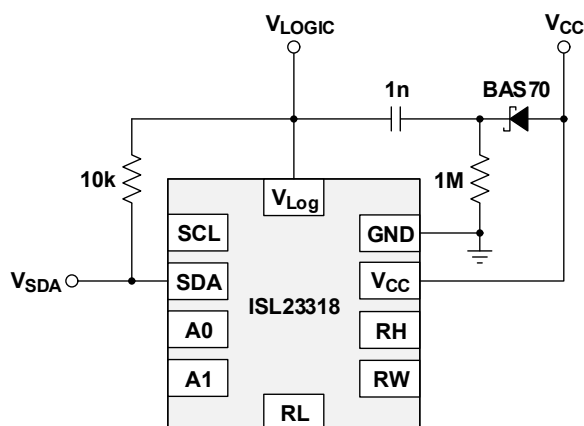 VLOGIC
VCC
1n
BAS70
10k
1M
VLog
SCL
GND
VSDA
SDA
ISL23318
VCC
A0
RH
A1
RW
RL